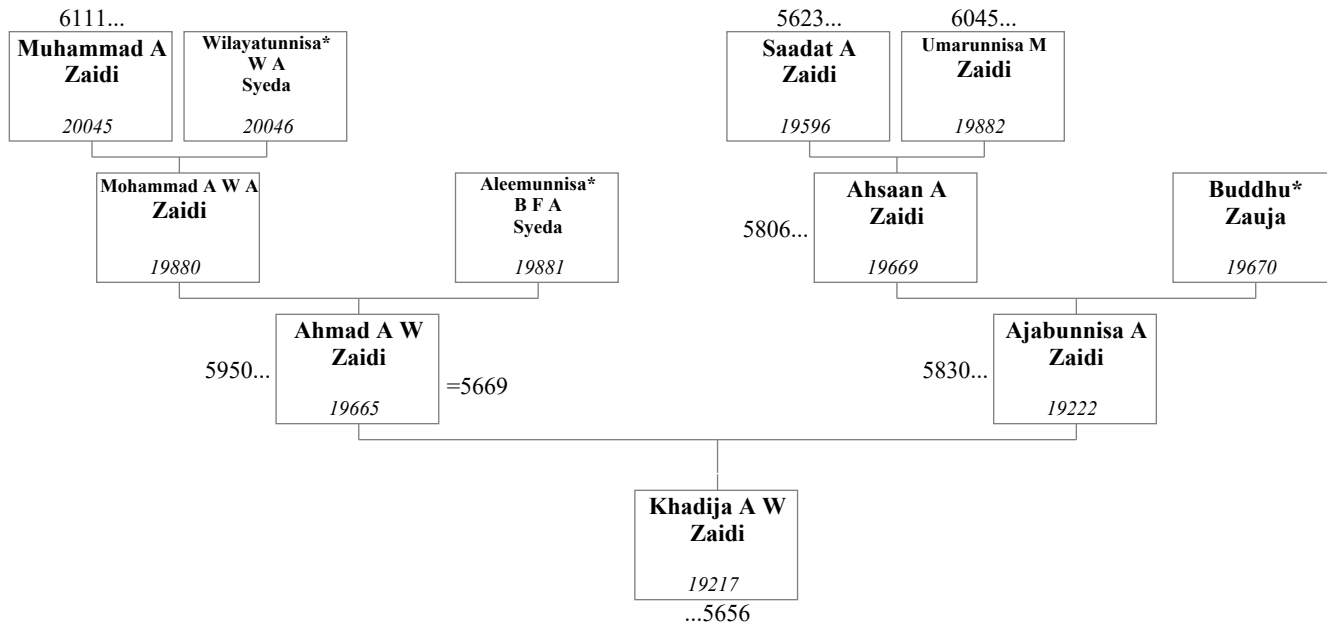 6111...
5623...
6045...
Muhammad A
Zaidi
20045
Wilayatunnisa*
W A
Syeda
20046
Saadat A
Zaidi
19596
Umarunnisa M
Zaidi
19882
Mohammad A W A
Zaidi
19880
Aleemunnisa*
B F A
Syeda
19881
5806...
Ahsaan A
Zaidi
19669
Buddhu*
Zauja
19670
5950...
Ahmad A W
Zaidi
19665
=5669
5830...
Ajabunnisa A
Zaidi
19222
Khadija A W
Zaidi
19217
...5656